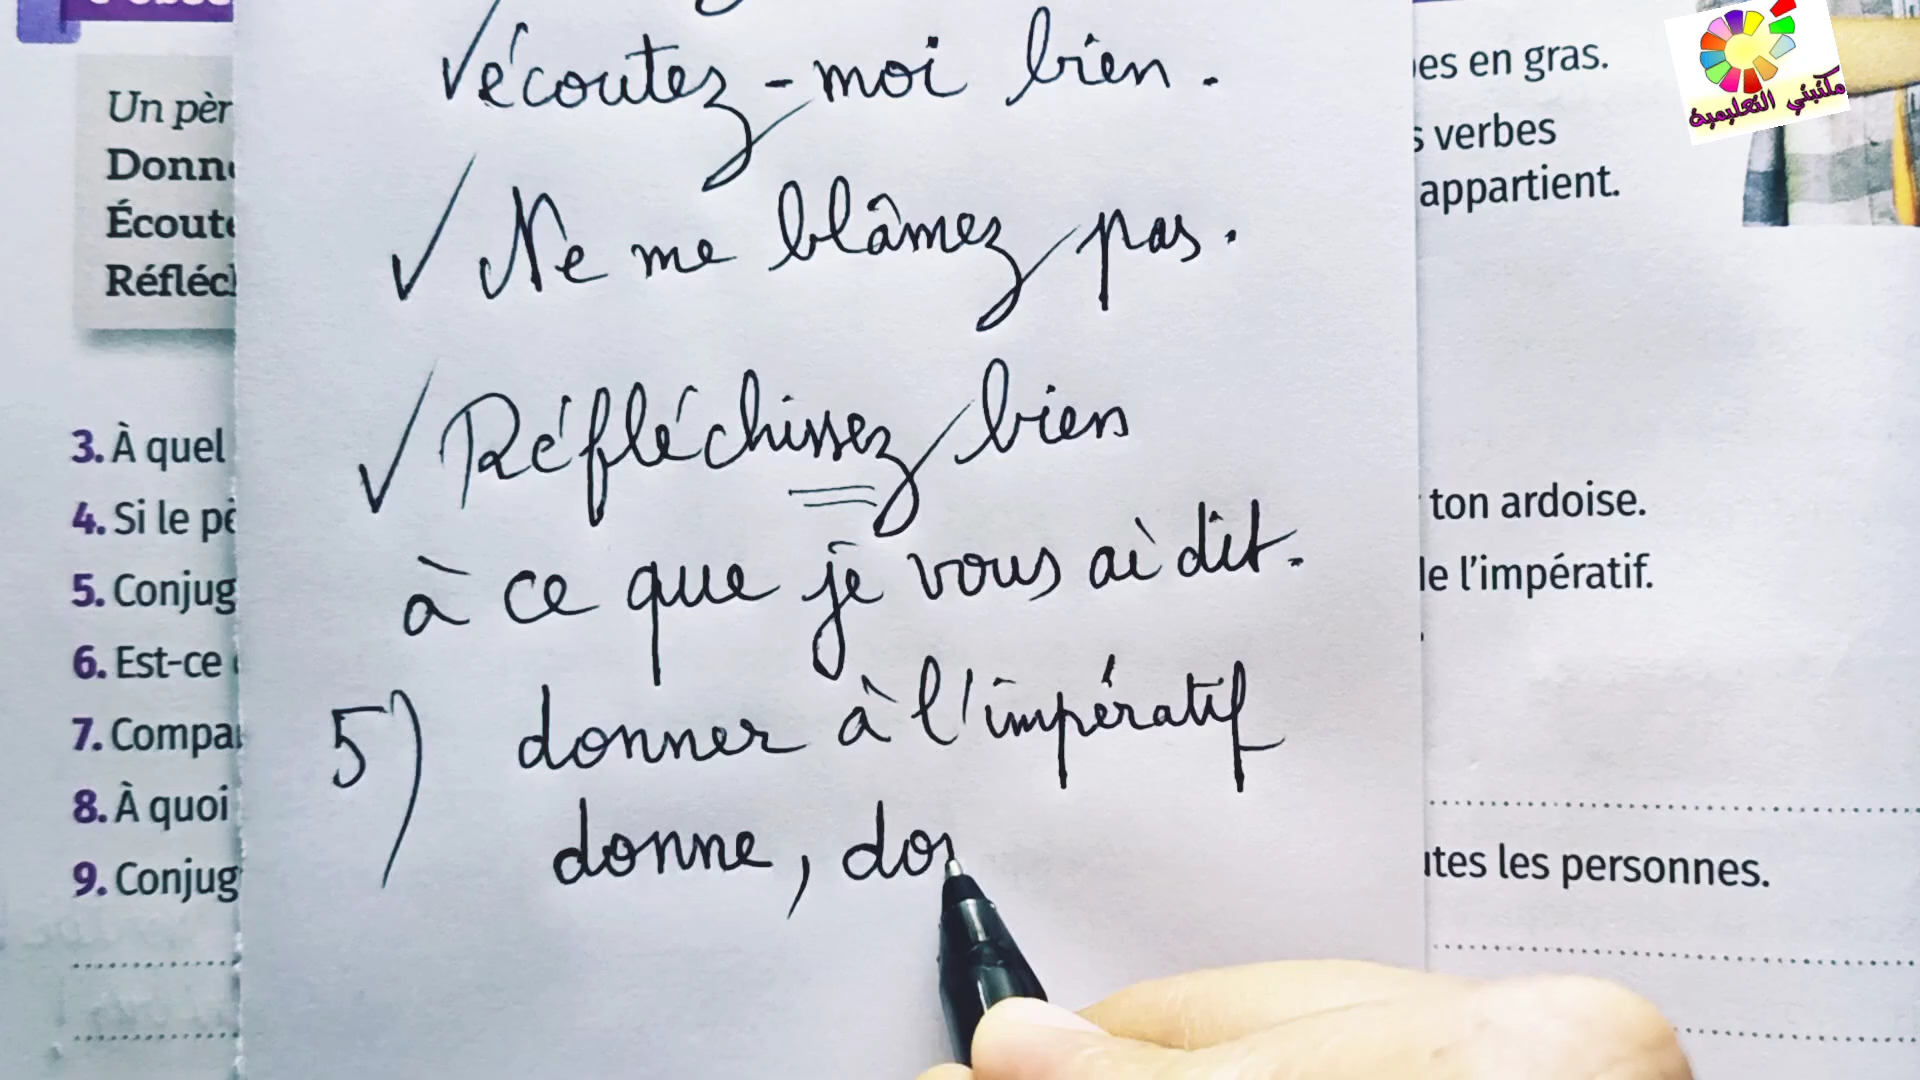 écoutez-moi bien.
Ne me blâmez pas.
Réfléchissez bien
à ce que je vous ai dit.
5) donner à l'impératif
donne, do
Un pèr
Donn
Écoute
Réfléc
3. À quel
4. Si le pè
5. Conjug
6. Est-ce
7. Compa
8. À quoi
9. Conjug
es en gras.
verbes
appartient.
ton ardoise.
le l'impératif.
tes les personnes.
مكتبتي التعليمية